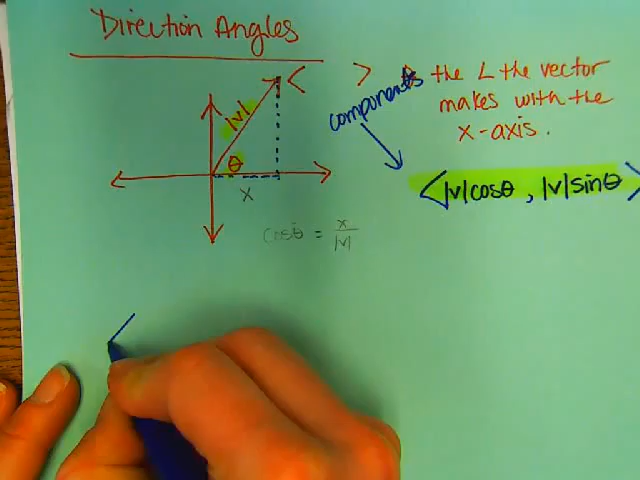 Direction Angles
< >
θ the L the vector
makes with the
x-axis.
components
|v|
θ
x
<|v|cosθ , |v|sinθ>
cosθ = x/|v|
<